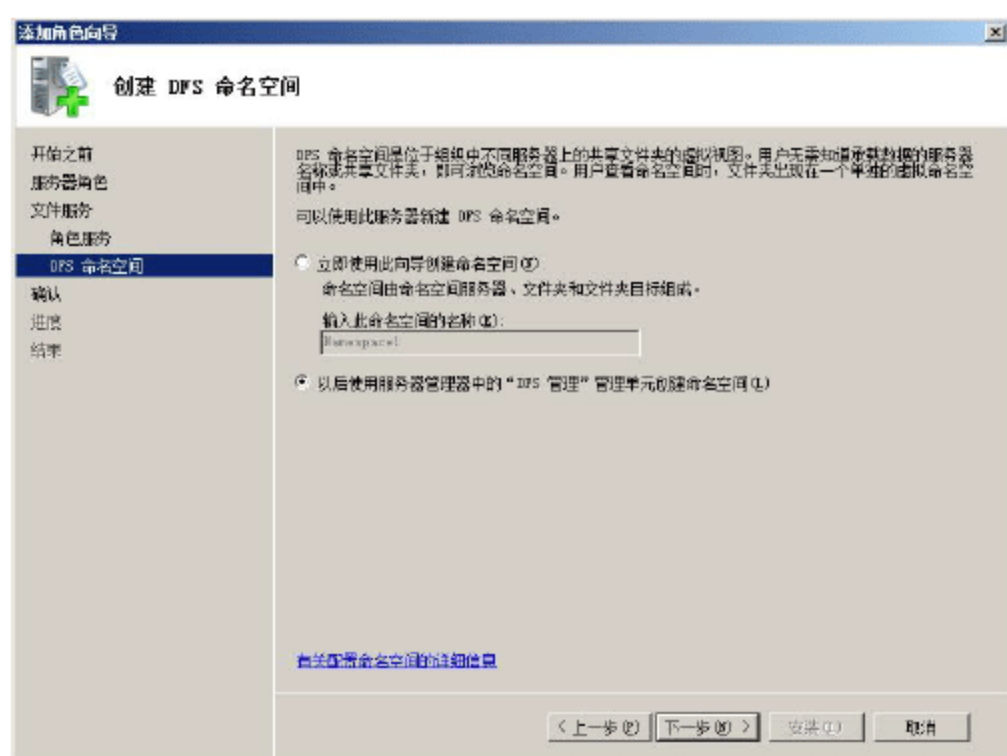 添加角色向导
创建 DFS 命名空间
开始之前
服务器角色
文件服务
角色服务
DFS 命名空间
确认
进度
结果
DFS 命名空间是位于组织中不同服务器上的共享文件夹的虚拟视图。用户无需知道承载数据的服务器
名称或共享文件夹，即可浏览命名空间。用户查看命名空间时，文件夹出现在一个单独的虚拟命名空
间中。
可以使用此服务器新建 DFS 命名空间。
立即使用此向导创建命名空间
命名空间由命名空间服务器、文件夹和文件夹目标组成。
输入此命名空间的名称(E):
Namespace1
以后使用服务器管理器中的“DFS 管理”管理单元创建命名空间(L)
有关配置命名空间的详细信息
< 上一步(P)
下一步(N) >
安装(I)
取消